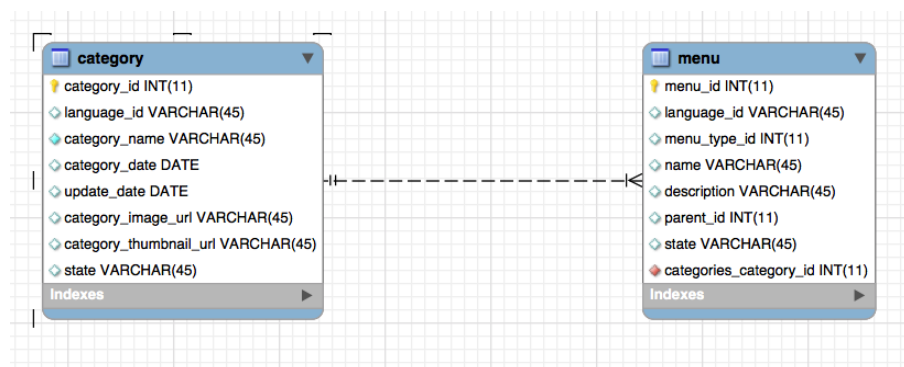 category
category_id INT(11)
language_id VARCHAR(45)
category_name VARCHAR(45)
category_date DATE
update_date DATE
category_image_url VARCHAR(45)
category_thumbnail_url VARCHAR(45)
state VARCHAR(45)
Indexes
menu
menu_id INT(11)
language_id VARCHAR(45)
menu_type_id INT(11)
name VARCHAR(45)
description VARCHAR(45)
parent_id INT(11)
state VARCHAR(45)
categories_category_id INT(11)
Indexes